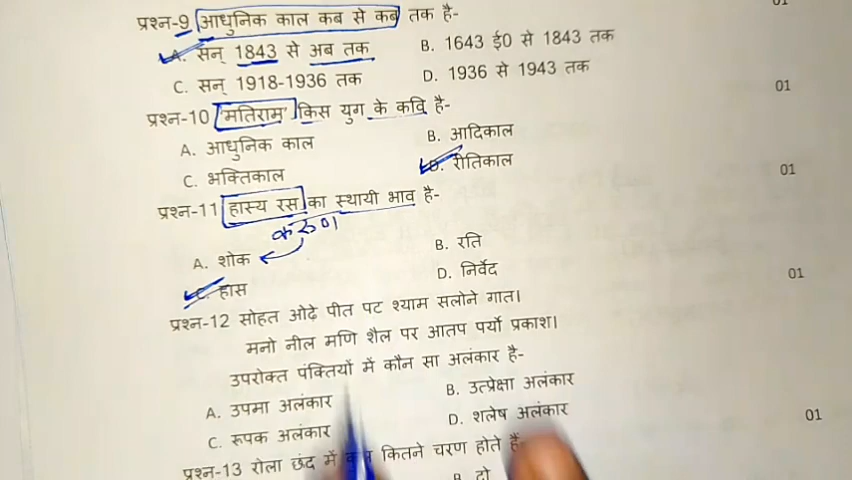 01
प्रश्न-9 आधुनिक काल कब से कब तक है-
A. सन् 1843 से अब तक B. 1643 ई0 से 1843 तक
C. सन् 1918-1936 तक D. 1936 से 1943 तक
प्रश्न-10 'मतिराम' किस युग के कवि है- 01
A. आधुनिक काल B. आदिकाल
C. भक्तिकाल D. रीतिकाल
प्रश्न-11 हास्य रस का स्थायी भाव है- 01
करुण
A. शोक B. रति
C. हास D. निर्वेद
प्रश्न-12 सोहत ओढ़े पीत पट श्याम सलोने गात। 01
मनो नील मणि शैल पर आतप पर्यो प्रकाश।
उपरोक्त पंक्तियों में कौन सा अलंकार है-
A. उपमा अलंकार B. उत्प्रेक्षा अलंकार
C. रूपक अलंकार D. श्लेष अलंकार
प्रश्न-13 रोला छंद में कितने चरण होते हैं- 01
B. दो